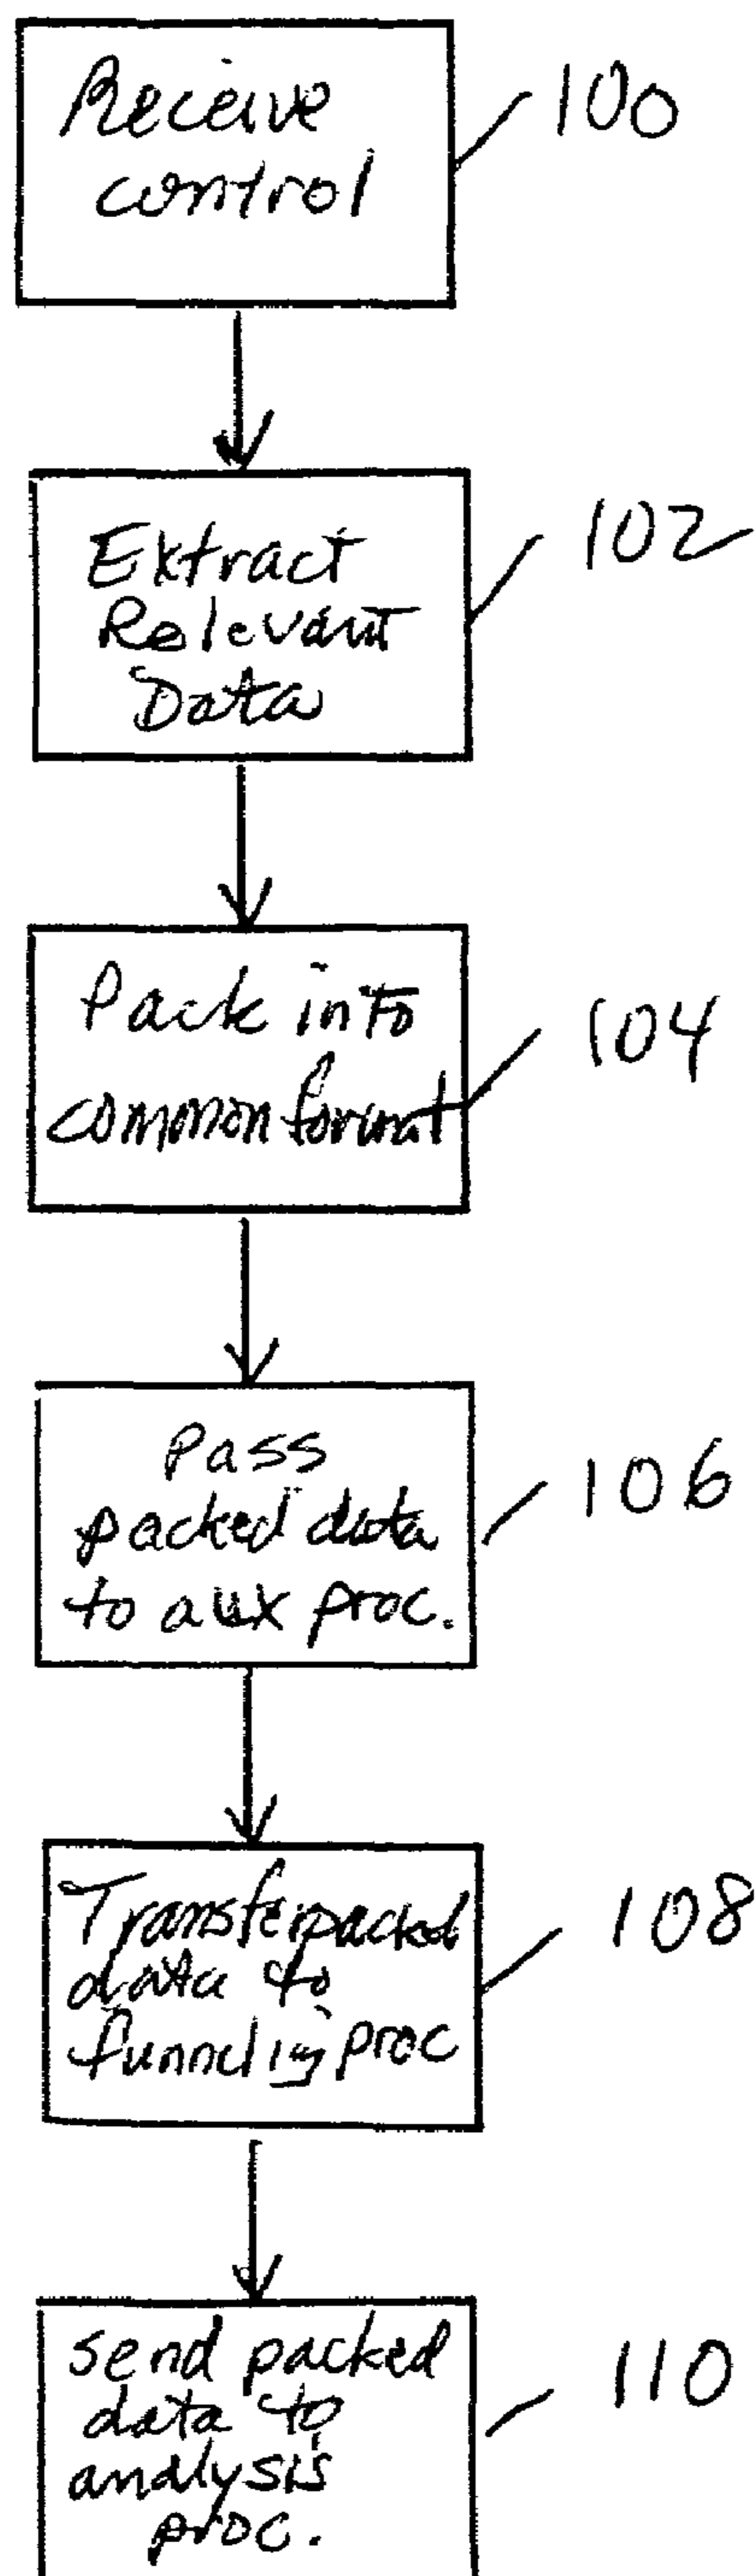 Receive
control
100
Extract
Relevant
Data
102
Pack into
common format
104
Pass
packed data
to aux proc.
106
Transfer packed
data to
funneling proc
108
send packed
data to
analysis
proc.
110